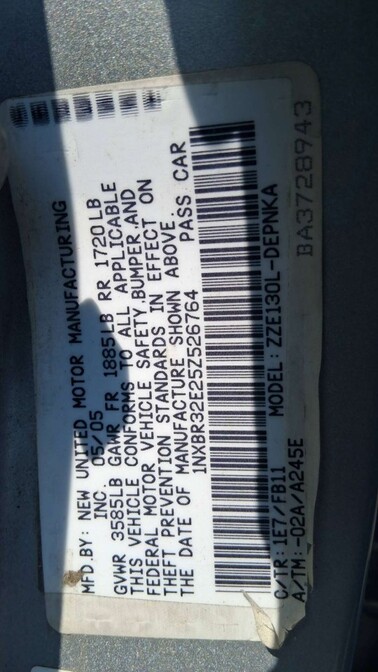 MFD.BY: NEW UNITED MOTOR MANUFACTURING
INC. 05/05
GVWR 3585LB GAWR FR 1885LB RR 1720LB
THIS VEHICLE CONFORMS TO ALL APPLICABLE
FEDERAL MOTOR VEHICLE SAFETY,BUMPER,AND
THEFT PREVENTION STANDARDS IN EFFECT ON
THE DATE OF MANUFACTURE SHOWN ABOVE.
1NXBR32E25Z526764 PASS CAR
C/TR: 1E7/FB11 MODEL: ZZE130L-DEPNKA
A/TM:-02A/A245E
BA3728943